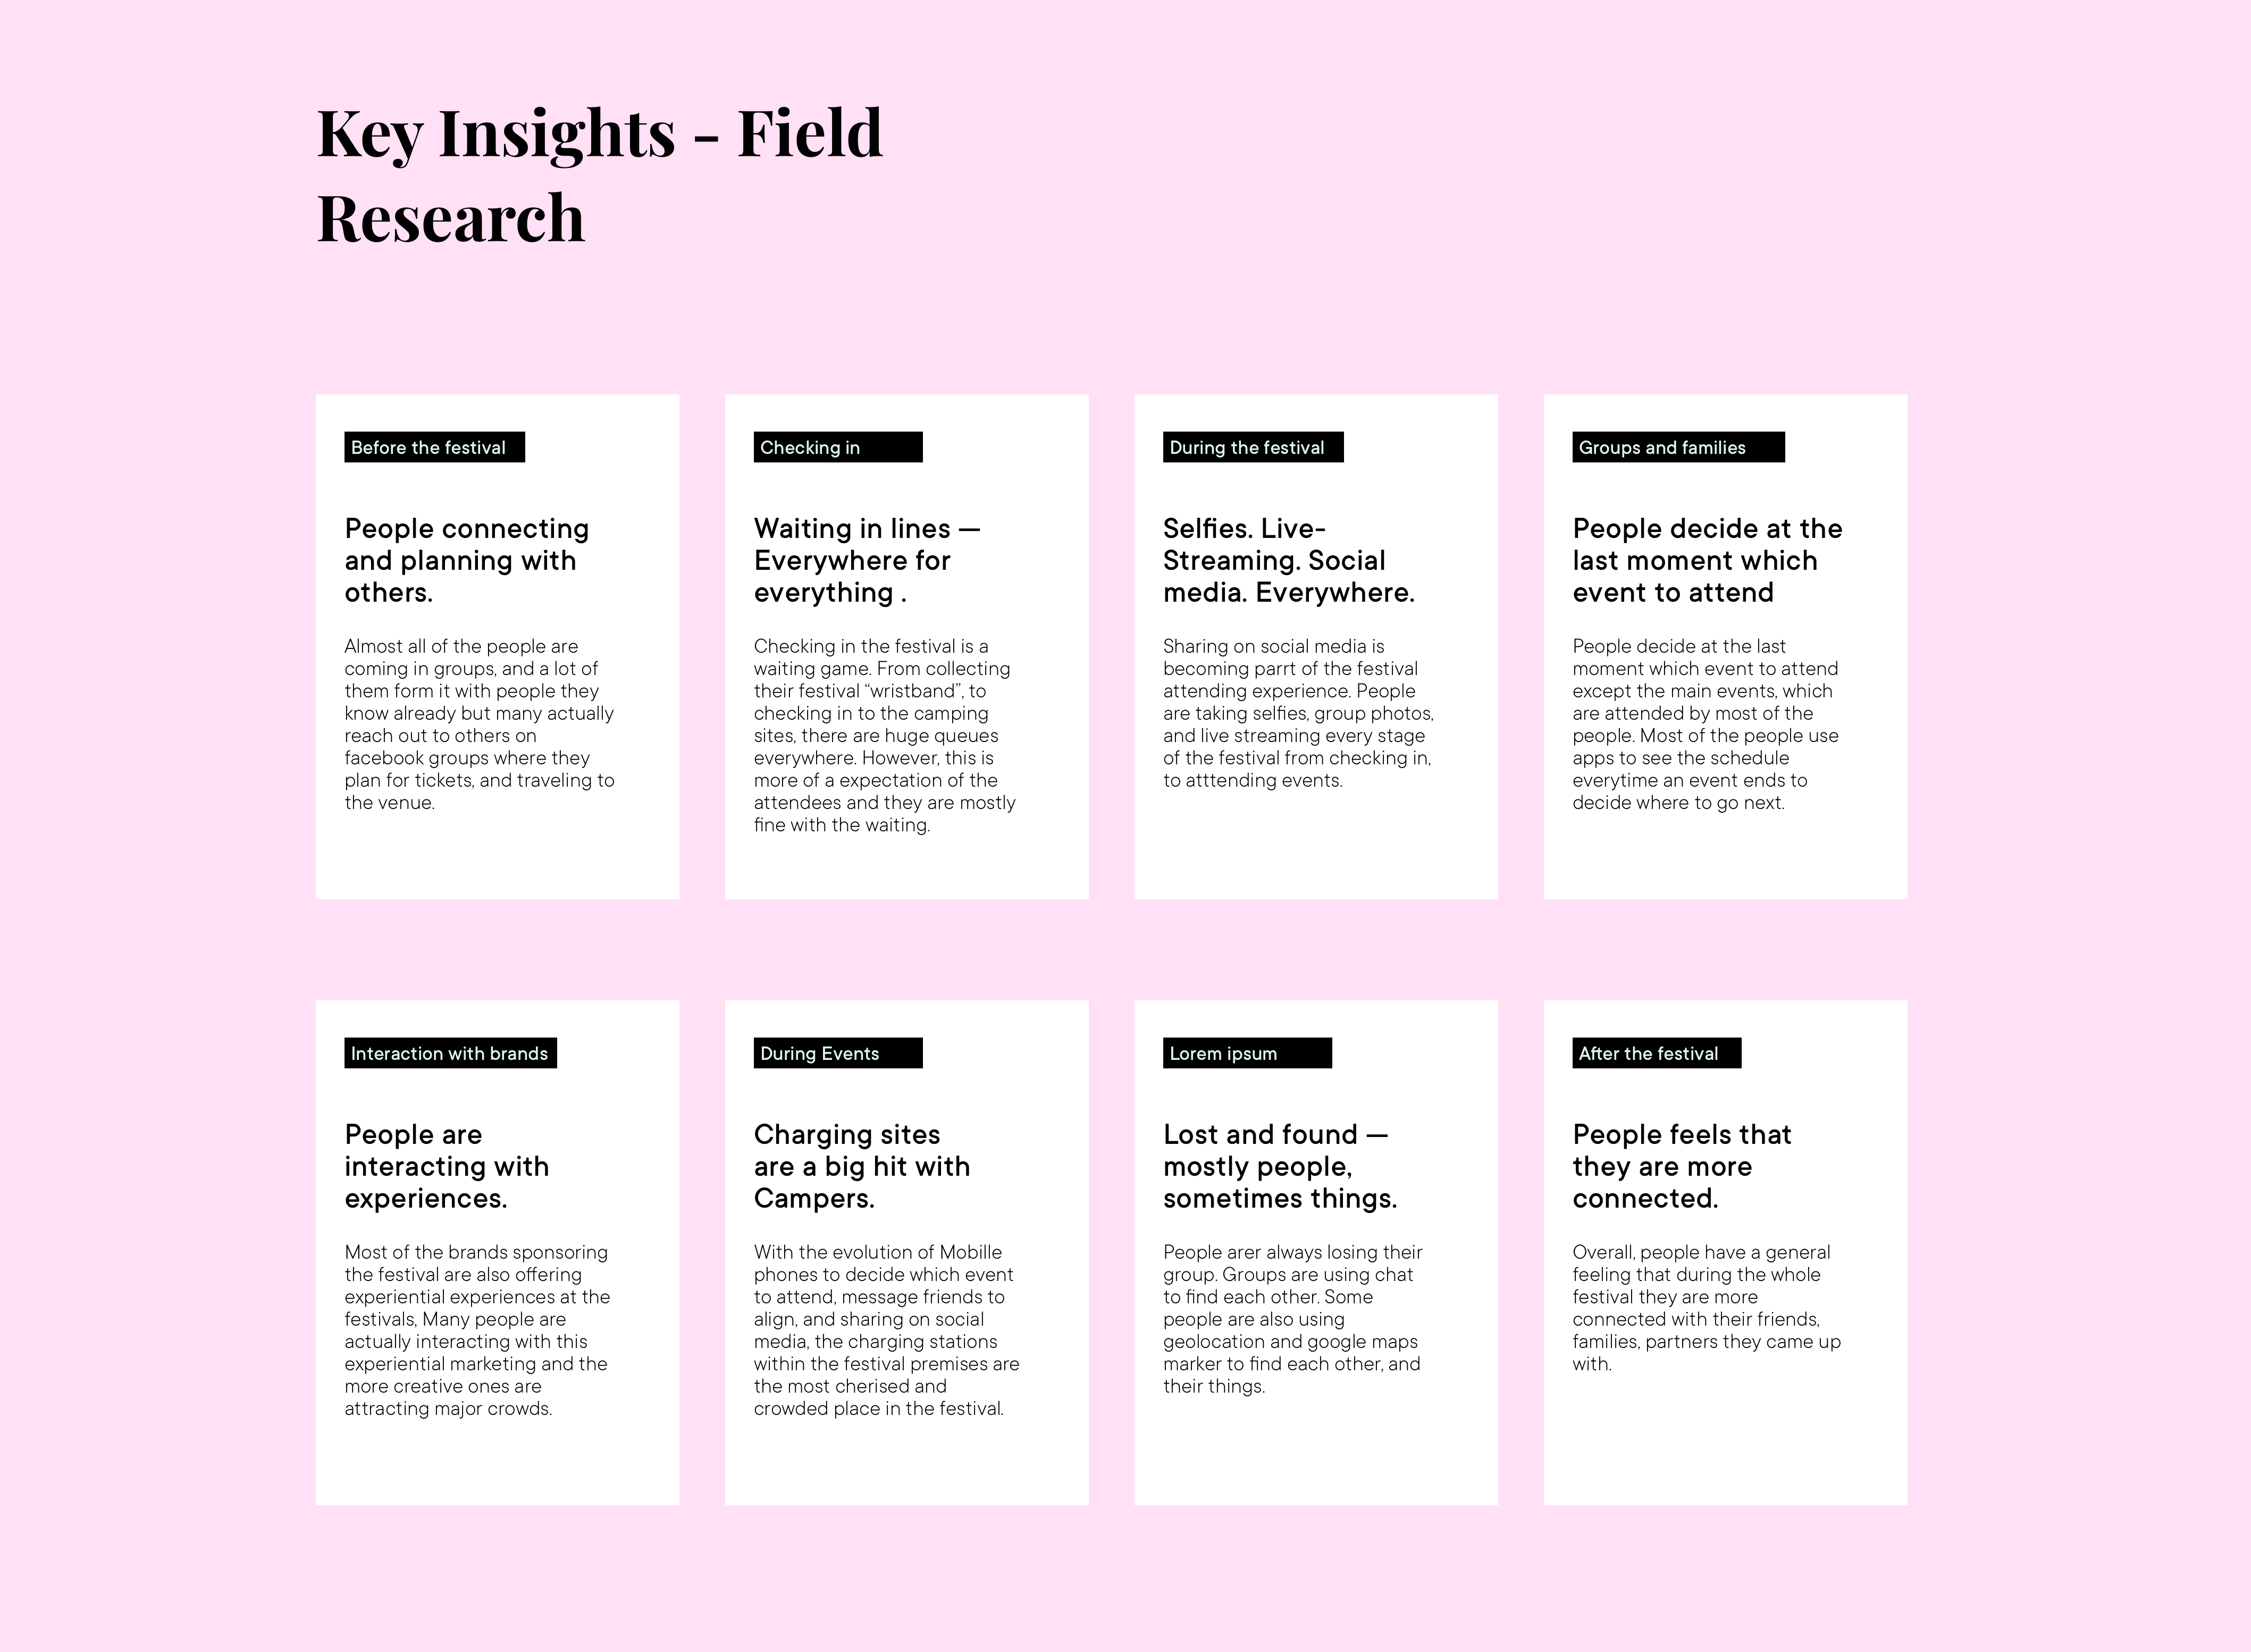 Key Insights - Field
Research
Before the festival
People connecting
and planning with
others.
Almost all of the people are
coming in groups, and a lot of
them form it with people they
know already but many actually
reach out to others on
facebook groups where they
plan for tickets, and traveling to
the venue.
Checking in
Waiting in lines —
Everywhere for
everything .
Checking in the festival is a
waiting game. From collecting
their festival “wristband”, to
checking in to the camping
sites, there are huge queues
everywhere. However, this is
more of a expectation of the
attendees and they are mostly
fine with the waiting.
During the festival
Selfies. Live-
Streaming. Social
media. Everywhere.
Sharing on social media is
becoming parrt of the festival
attending experience. People
are taking selfies, group photos,
and live streaming every stage
of the festival from checking in,
to atttending events.
Groups and families
People decide at the
last moment which
event to attend
People decide at the last
moment which event to attend
except the main events, which
are attended by most of the
people. Most of the people use
apps to see the schedule
everytime an event ends to
decide where to go next.
Interaction with brands
People are
interacting with
experiences.
Most of the brands sponsoring
the festival are also offering
experiential experiences at the
festivals, Many people are
actually interacting with this
experiential marketing and the
more creative ones are
attracting major crowds.
During Events
Charging sites
are a big hit with
Campers.
With the evolution of Mobille
phones to decide which event
to attend, message friends to
align, and sharing on social
media, the charging stations
within the festival premises are
the most cherised and
crowded place in the festival.
Lorem ipsum
Lost and found —
mostly people,
sometimes things.
People arer always losing their
group. Groups are using chat
to find each other. Some
people are also using
geolocation and google maps
marker to find each other, and
their things.
After the festival
People feels that
they are more
connected.
Overall, people have a general
feeling that during the whole
festival they are more
connected with their friends,
families, partners they came up
with.